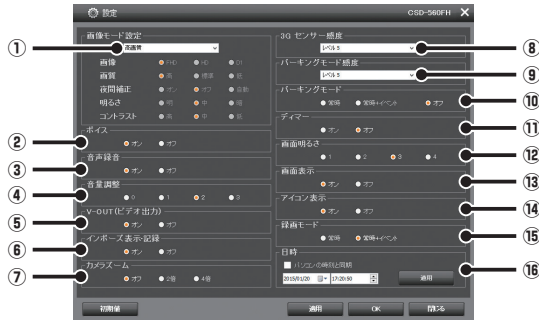 設定
CSD-560FH
画像モード設定
① 高画質
画像 FHD HD D1
画質 高 標準 低
夜間補正 オン オフ 自動
明るさ 明 中 暗
コントラスト 高 中 低
ボイス
② オン オフ
音声録音
③ オン オフ
音量調整
④ 0 1 2 3
V-OUT(ビデオ出力)
⑤ オン オフ
インポーズ表示・記録
⑥ オン オフ
カメラズーム
⑦ オフ 2倍 4倍
3G センサー感度
レベル 5 ⑧
パーキングモード感度
レベル 5 ⑨
パーキングモード
常時 常時+イベント オフ ⑩
ディマー
オン オフ ⑪
画面明るさ
1 2 3 4 ⑫
画面表示
オン オフ ⑬
アイコン表示
オン オフ ⑭
録画モード
常時 常時+イベント ⑮
日時
パソコンの時刻と同期
2015/01/20 17:20:50 適用 ⑯
初期値 適用 OK 閉じる